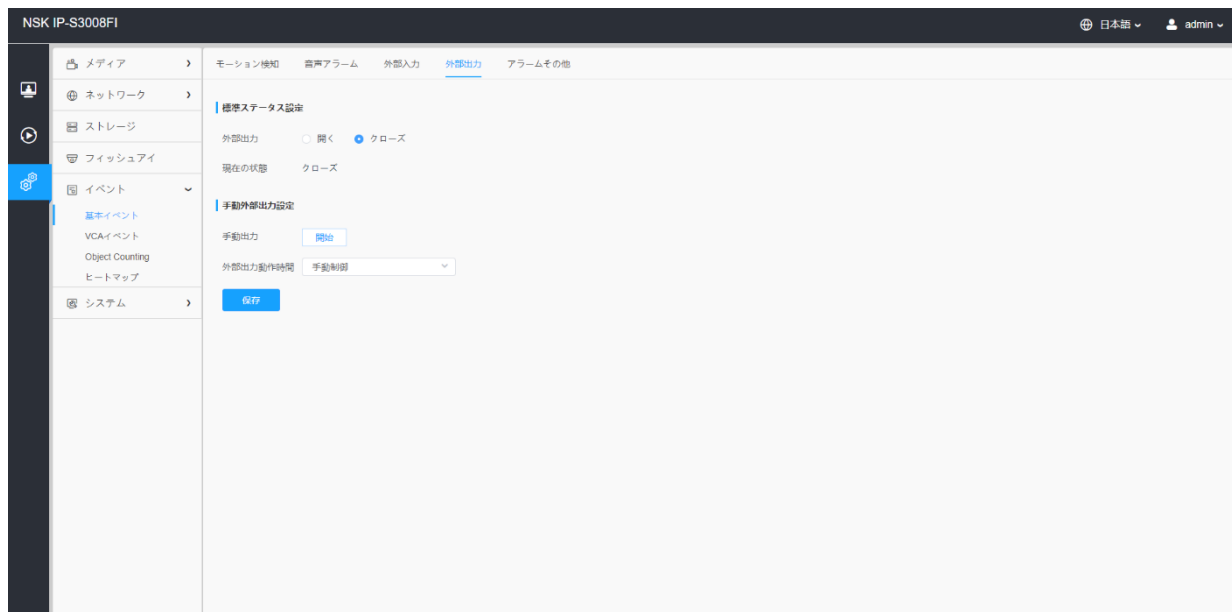 NSK IP-S3008FI
日本語
admin
メディア
ネットワーク
ストレージ
フィッシュアイ
イベント
基本イベント
VCAイベント
Object Counting
ヒートマップ
システム
モーション検知 音声アラーム 外部入力 外部出力 アラームその他
標準ステータス設定
外部出力 開く クローズ
現在の状態 クローズ
手動外部出力設定
手動出力 開始
外部出力動作時間 手動制御
保存